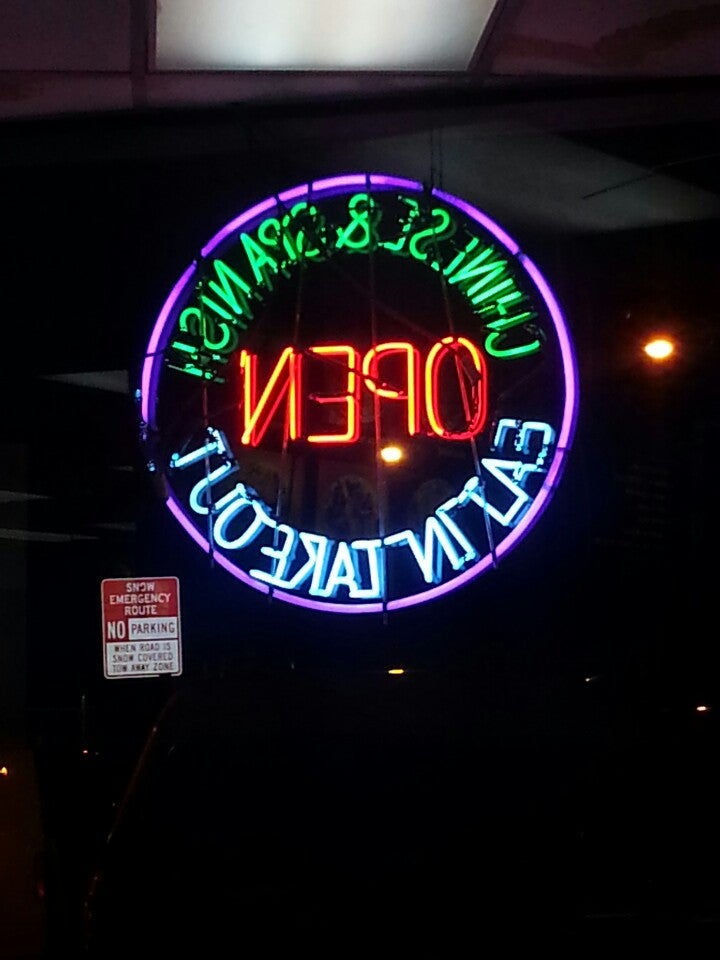 CHINESE & SPANISH
OPEN
EAT IN TAKE OUT
SNOW
EMERGENCY
ROUTE
NO PARKING
WHEN ROAD IS
SNOW COVERED
TOW AWAY ZONE